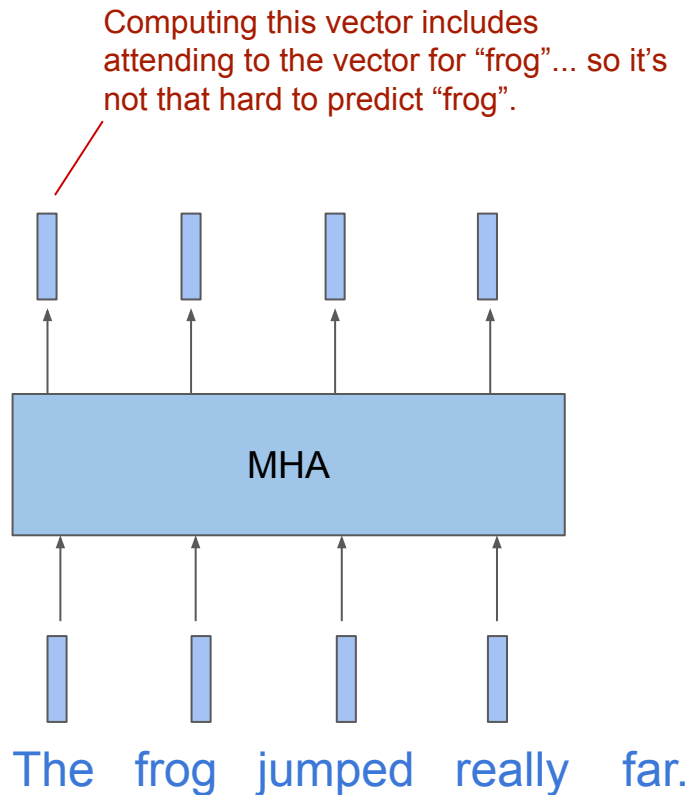 Computing this vector includes
attending to the vector for “frog”... so it’s
not that hard to predict “frog”.
MHA
The frog jumped really far.